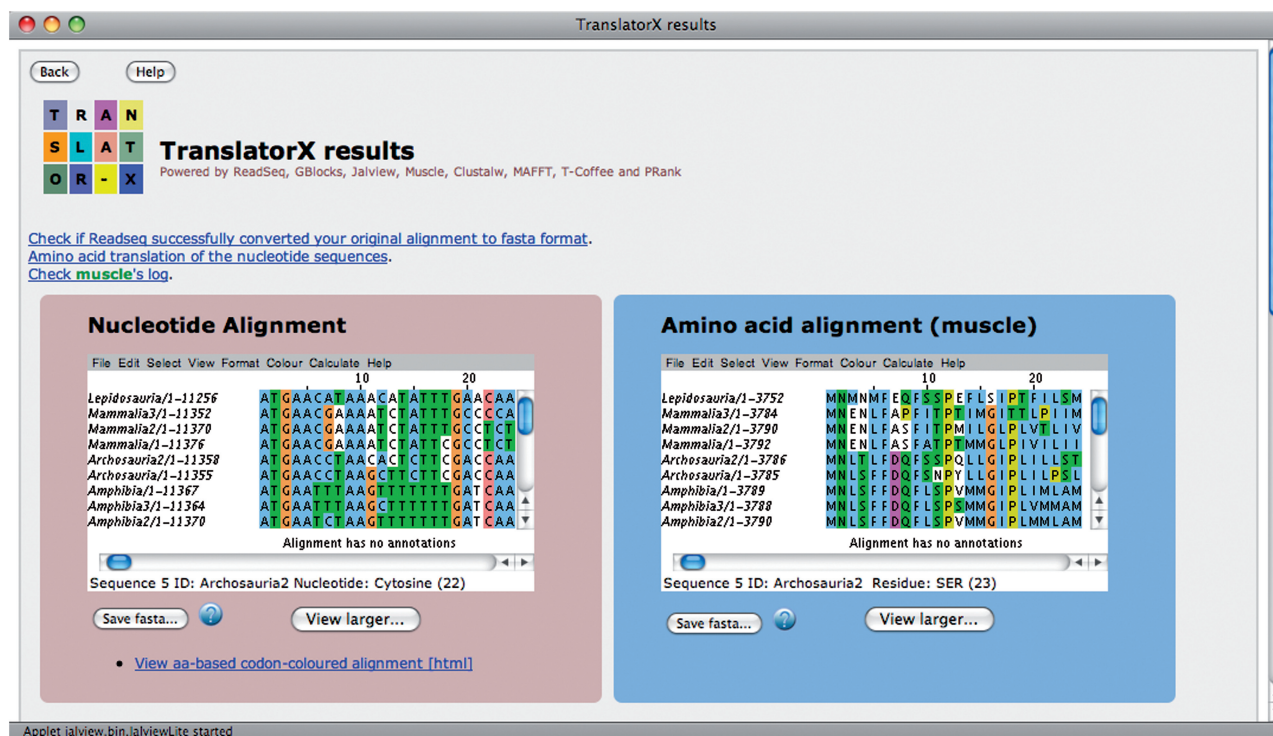 TranslatorX results
Back Help
T R A N
S L A T
O R - X
TranslatorX results
Powered by ReadSeq, GBlocks, Jalview, Muscle, Clustalw, MAFFT, T-Coffee and PRank
Check if Readseq successfully converted your original alignment to fasta format.
Amino acid translation of the nucleotide sequences.
Check muscle's log.
Nucleotide Alignment
File Edit Select View Format Colour Calculate Help
10 20
Lepidosauria/1-11256 ATGAACATAAACATATTTGAACAA
Mammalia3/1-11352 ATGAACGAAAATCTATTTGCCCCA
Mammalia2/1-11370 ATGAACGAAAATCTATTTGCCTCT
Mammalia/1-11376 ATGAACGAAAATCTATTCGCCTCT
Archosauria2/1-11358 ATGAACCTAACACTCTTCGACCAA
Archosauria/1-11355 ATGAACCTAAGCTTCTTCGACCAA
Amphibia/1-11367 ATGAATTTAAGTTTTTTTGATCAA
Amphibia3/1-11364 ATGAATTTAAGCTTTTTTGATCAA
Amphibia2/1-11370 ATGAATCTAAGTTTTTTTGATCAA
Alignment has no annotations
Sequence 5 ID: Archosauria2 Nucleotide: Cytosine (22)
Save fasta... ? View larger...
• View aa-based codon-coloured alignment [html]
Amino acid alignment (muscle)
File Edit Select View Format Colour Calculate Help
10 20
Lepidosauria/1-3752 MNMNMFEQFSSPEFLSIPTFILSM
Mammalia3/1-3784 MNENLFAPFITPTIMGITTLPIIM
Mammalia2/1-3790 MNENLFASFITPMILGLPLVTLIV
Mammalia/1-3792 MNENLFASFATPTMMGLPIVILII
Archosauria2/1-3786 MNLTLFDQFSSPQLLGIPLILLST
Archosauria/1-3785 MNLSFFDQFSNPYLLGIPLILPSL
Amphibia/1-3789 MNLSFFDQFLSPVMMGIPLIMLAM
Amphibia3/1-3788 MNLSFFDQFLSPSMMGIPLVMMAM
Amphibia2/1-3790 MNLSFFDQFLSPVMMGIPLMMLAM
Alignment has no annotations
Sequence 5 ID: Archosauria2 Residue: SER (23)
Save fasta... ? View larger...
Applet jalview.bin.JalviewLite started